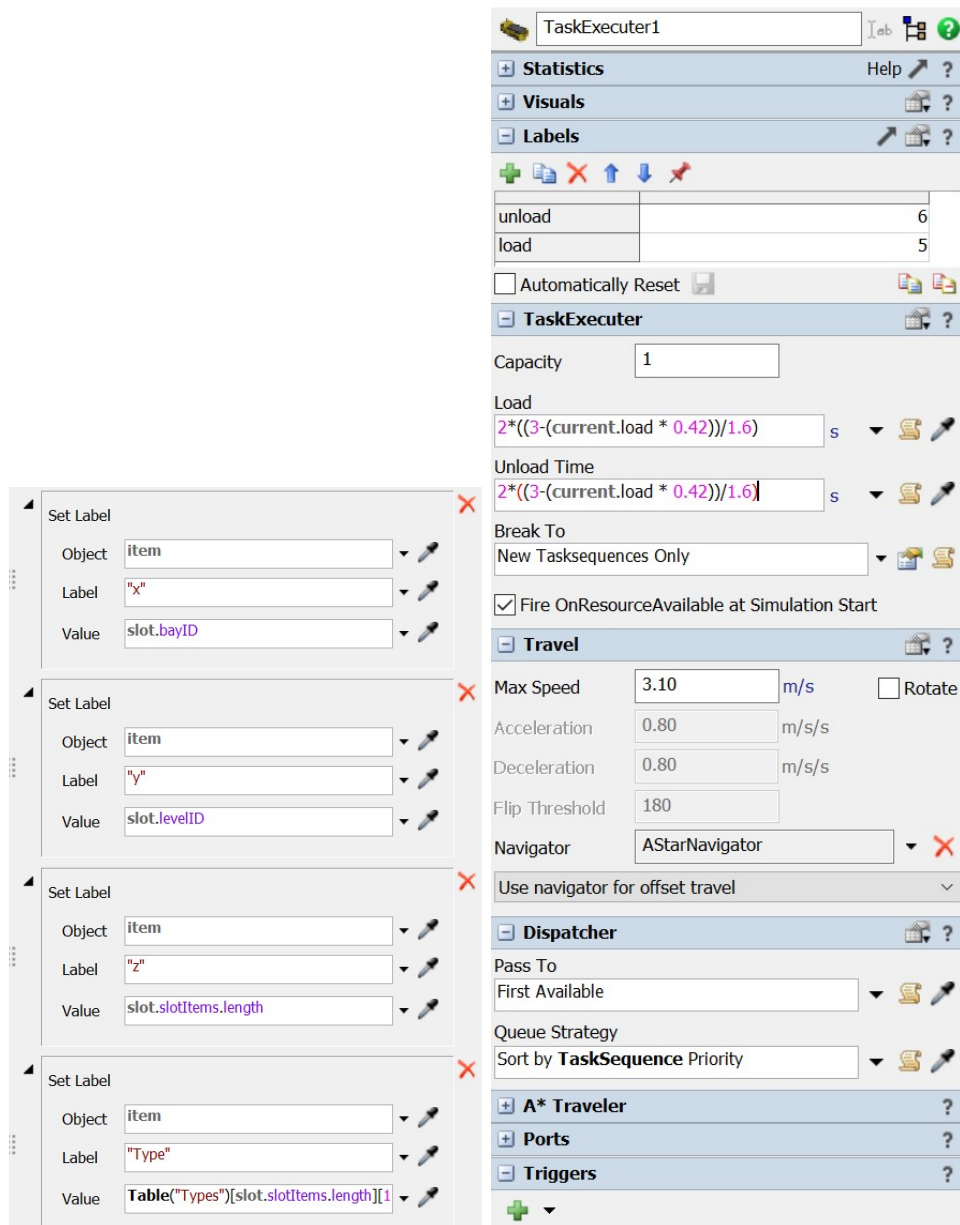 Set Label
Object item
Label "x"
Value slot.bayID
Set Label
Object item
Label "y"
Value slot.levelID
Set Label
Object item
Label "z"
Value slot.slotItems.length
Set Label
Object item
Label "Type"
Value Table("Types")[slot.slotItems.length][1
TaskExecuter1
Statistics Help ?
Visuals ?
Labels ?
unload 6
load 5
Automatically Reset
TaskExecuter ?
Capacity 1
Load
2*((3-(current.load * 0.42))/1.6) s
Unload Time
2*((3-(current.load * 0.42))/1.6) s
Break To
New Tasksequences Only
Fire OnResourceAvailable at Simulation Start
Travel ?
Max Speed 3.10 m/s Rotate
Acceleration 0.80 m/s/s
Deceleration 0.80 m/s/s
Flip Threshold 180
Navigator AStarNavigator
Use navigator for offset travel
Dispatcher ?
Pass To
First Available
Queue Strategy
Sort by TaskSequence Priority
A* Traveler ?
Ports ?
Triggers ?